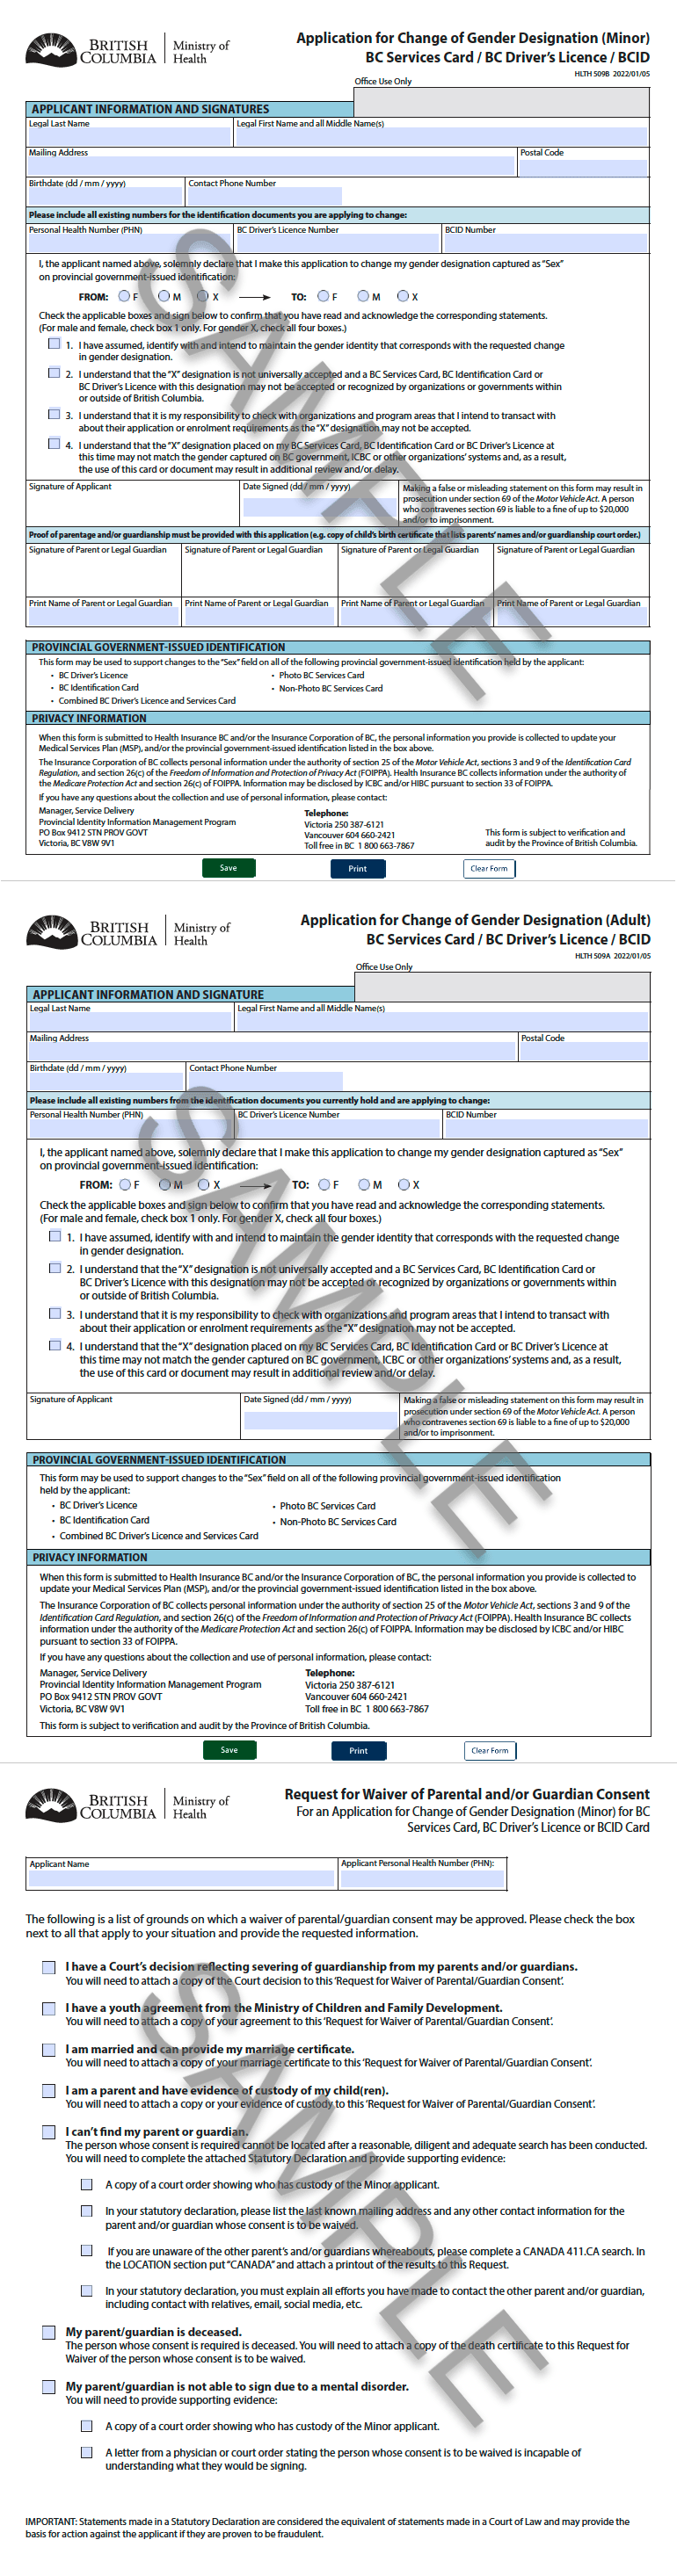 BRITISH COLUMBIA
Ministry of Health
Application for Change of Gender Designation (Minor)
BC Services Card / BC Driver's Licence / BCID
HLTH 509B 2022/01/05
Office Use Only
APPLICANT INFORMATION AND SIGNATURES
Legal Last Name
Legal First Name and all Middle Name(s)
Mailing Address
Postal Code
Birthdate (dd / mm / yyyy)
Contact Phone Number
Please include all existing numbers for the identification documents you are applying to change:
Personal Health Number (PHN)
BC Driver's Licence Number
BCID Number
I, the applicant named above, solemnly declare that I make this application to change my gender designation captured as "Sex"
on provincial government-issued identification:
FROM: F M X TO: F M X
Check the applicable boxes and sign below to confirm that you have read and acknowledge the corresponding statements.
(For male and female, check box 1 only. For gender X, check all four boxes.)
1. I have assumed, identify with and intend to maintain the gender identity that corresponds with the requested change
in gender designation.
2. I understand that the "X" designation is not universally accepted and a BC Services Card, BC Identification Card or
BC Driver's Licence with this designation may not be accepted or recognized by organizations or governments within
or outside of British Columbia.
3. I understand that it is my responsibility to check with organizations and program areas that I intend to transact with
about their application or enrolment requirements as the "X" designation may not be accepted.
4. I understand that the "X" designation placed on my BC Services Card, BC Identification Card or BC Driver's Licence at
this time may not match the gender captured on BC government, ICBC or other organizations' systems and, as a result,
the use of this card or document may result in additional review and/or delay.
Signature of Applicant
Date Signed (dd / mm / yyyy)
Making a false or misleading statement on this form may result in
prosecution under section 69 of the Motor Vehicle Act. A person
who contravenes section 69 is liable to a fine of up to $20,000
and/or to imprisonment.
Proof of parentage and/or guardianship must be provided with this application (e.g. copy of child's birth certificate that lists parents' names and/or guardianship court order.)
Signature of Parent or Legal Guardian
Signature of Parent or Legal Guardian
Signature of Parent or Legal Guardian
Signature of Parent or Legal Guardian
Print Name of Parent or Legal Guardian
Print Name of Parent or Legal Guardian
Print Name of Parent or Legal Guardian
Print Name of Parent or Legal Guardian
PROVINCIAL GOVERNMENT-ISSUED IDENTIFICATION
This form may be used to support changes to the "Sex" field on all of the following provincial government-issued identification held by the applicant:
• BC Driver's Licence
• BC Identification Card
• Combined BC Driver's Licence and Services Card
• Photo BC Services Card
• Non-Photo BC Services Card
PRIVACY INFORMATION
When this form is submitted to Health Insurance BC and/or the Insurance Corporation of BC, the personal information you provide is collected to update your
Medical Services Plan (MSP), and/or the provincial government-issued identification listed in the box above.
The Insurance Corporation of BC collects personal information under the authority of section 25 of the Motor Vehicle Act, sections 3 and 9 of the Identification Card
Regulation, and section 26(c) of the Freedom of Information and Protection of Privacy Act (FOIPPA). Health Insurance BC collects information under the authority of
the Medicare Protection Act and section 26(c) of FOIPPA. Information may be disclosed by ICBC and/or HIBC pursuant to section 33 of FOIPPA.
If you have any questions about the collection and use of personal information, please contact:
Manager, Service Delivery
Provincial Identity Information Management Program
PO Box 9412 STN PROV GOVT
Victoria, BC V8W 9V1
Telephone:
Victoria 250 387-6121
Vancouver 604 660-2421
Toll free in BC 1 800 663-7867
This form is subject to verification and
audit by the Province of British Columbia.
Save
Print
Clear Form
SAMPLE
BRITISH COLUMBIA
Ministry of Health
Application for Change of Gender Designation (Adult)
BC Services Card / BC Driver's Licence / BCID
HLTH 509A 2022/01/05
Office Use Only
APPLICANT INFORMATION AND SIGNATURE
Legal Last Name
Legal First Name and all Middle Name(s)
Mailing Address
Postal Code
Birthdate (dd / mm / yyyy)
Contact Phone Number
Please include all existing numbers from the identification documents you currently hold and are applying to change:
Personal Health Number (PHN)
BC Driver's Licence Number
BCID Number
I, the applicant named above, solemnly declare that I make this application to change my gender designation captured as "Sex"
on provincial government-issued identification:
FROM: F M X TO: F M X
Check the applicable boxes and sign below to confirm that you have read and acknowledge the corresponding statements.
(For male and female, check box 1 only. For gender X, check all four boxes.)
1. I have assumed, identify with and intend to maintain the gender identity that corresponds with the requested change
in gender designation.
2. I understand that the "X" designation is not universally accepted and a BC Services Card, BC Identification Card or
BC Driver's Licence with this designation may not be accepted or recognized by organizations or governments within
or outside of British Columbia.
3. I understand that it is my responsibility to check with organizations and program areas that I intend to transact with
about their application or enrolment requirements as the "X" designation may not be accepted.
4. I understand that the "X" designation placed on my BC Services Card, BC Identification Card or BC Driver's Licence at
this time may not match the gender captured on BC government, ICBC or other organizations' systems and, as a result,
the use of this card or document may result in additional review and/or delay.
Signature of Applicant
Date Signed (dd / mm / yyyy)
Making a false or misleading statement on this form may result in
prosecution under section 69 of the Motor Vehicle Act. A person
who contravenes section 69 is liable to a fine of up to $20,000
and/or to imprisonment.
PROVINCIAL GOVERNMENT-ISSUED IDENTIFICATION
This form may be used to support changes to the "Sex" field on all of the following provincial government-issued identification
held by the applicant:
• BC Driver's Licence
• BC Identification Card
• Combined BC Driver's Licence and Services Card
• Photo BC Services Card
• Non-Photo BC Services Card
PRIVACY INFORMATION
When this form is submitted to Health Insurance BC and/or the Insurance Corporation of BC, the personal information you provide is collected to
update your Medical Services Plan (MSP), and/or the provincial government-issued identification listed in the box above.
The Insurance Corporation of BC collects personal information under the authority of section 25 of the Motor Vehicle Act, sections 3 and 9 of the
Identification Card Regulation, and section 26(c) of the Freedom of Information and Protection of Privacy Act (FOIPPA). Health Insurance BC collects
information under the authority of the Medicare Protection Act and section 26(c) of FOIPPA. Information may be disclosed by ICBC and/or HIBC
pursuant to section 33 of FOIPPA.
If you have any questions about the collection and use of personal information, please contact:
Manager, Service Delivery
Provincial Identity Information Management Program
PO Box 9412 STN PROV GOVT
Victoria, BC V8W 9V1
Telephone:
Victoria 250 387-6121
Vancouver 604 660-2421
Toll free in BC 1 800 663-7867
This form is subject to verification and audit by the Province of British Columbia.
Save
Print
Clear Form
SAMPLE
BRITISH COLUMBIA
Ministry of Health
Request for Waiver of Parental and/or Guardian Consent
For an Application for Change of Gender Designation (Minor) for BC
Services Card, BC Driver's Licence or BCID Card
Applicant Name
Applicant Personal Health Number (PHN):
The following is a list of grounds on which a waiver of parental/guardian consent may be approved. Please check the box
next to all that apply to your situation and provide the requested information.
I have a Court's decision reflecting severing of guardianship from my parents and/or guardians.
You will need to attach a copy of the Court decision to this 'Request for Waiver of Parental/Guardian Consent'.
I have a youth agreement from the Ministry of Children and Family Development.
You will need to attach a copy of your agreement to this 'Request for Waiver of Parental/Guardian Consent'.
I am married and can provide my marriage certificate.
You will need to attach a copy of your marriage certificate to this 'Request for Waiver of Parental/Guardian Consent'.
I am a parent and have evidence of custody of my child(ren).
You will need to attach a copy or your evidence of custody to this 'Request for Waiver of Parental/Guardian Consent'.
I can't find my parent or guardian.
The person whose consent is required cannot be located after a reasonable, diligent and adequate search has been conducted.
You will need to complete the attached Statutory Declaration and provide supporting evidence:
A copy of a court order showing who has custody of the Minor applicant.
In your statutory declaration, please list the last known mailing address and any other contact information for the
parent and/or guardian whose consent is to be waived.
If you are unaware of the other parent's and/or guardians whereabouts, please complete a CANADA 411.CA search. In
the LOCATION section put "CANADA" and attach a printout of the results to this Request.
In your statutory declaration, you must explain all efforts you have made to contact the other parent and/or guardian,
including contact with relatives, email, social media, etc.
My parent/guardian is deceased.
The person whose consent is required is deceased. You will need to attach a copy of the death certificate to this Request for
Waiver of the person whose consent is to be waived.
My parent/guardian is not able to sign due to a mental disorder.
You will need to provide supporting evidence:
A copy of a court order showing who has custody of the Minor applicant.
A letter from a physician or court order stating the person whose consent is to be waived is incapable of
understanding what they would be signing.
IMPORTANT: Statements made in a Statutory Declaration are considered the equivalent of statements made in a Court of Law and may provide the
basis for action against the applicant if they are proven to be fraudulent.
SAMPLE